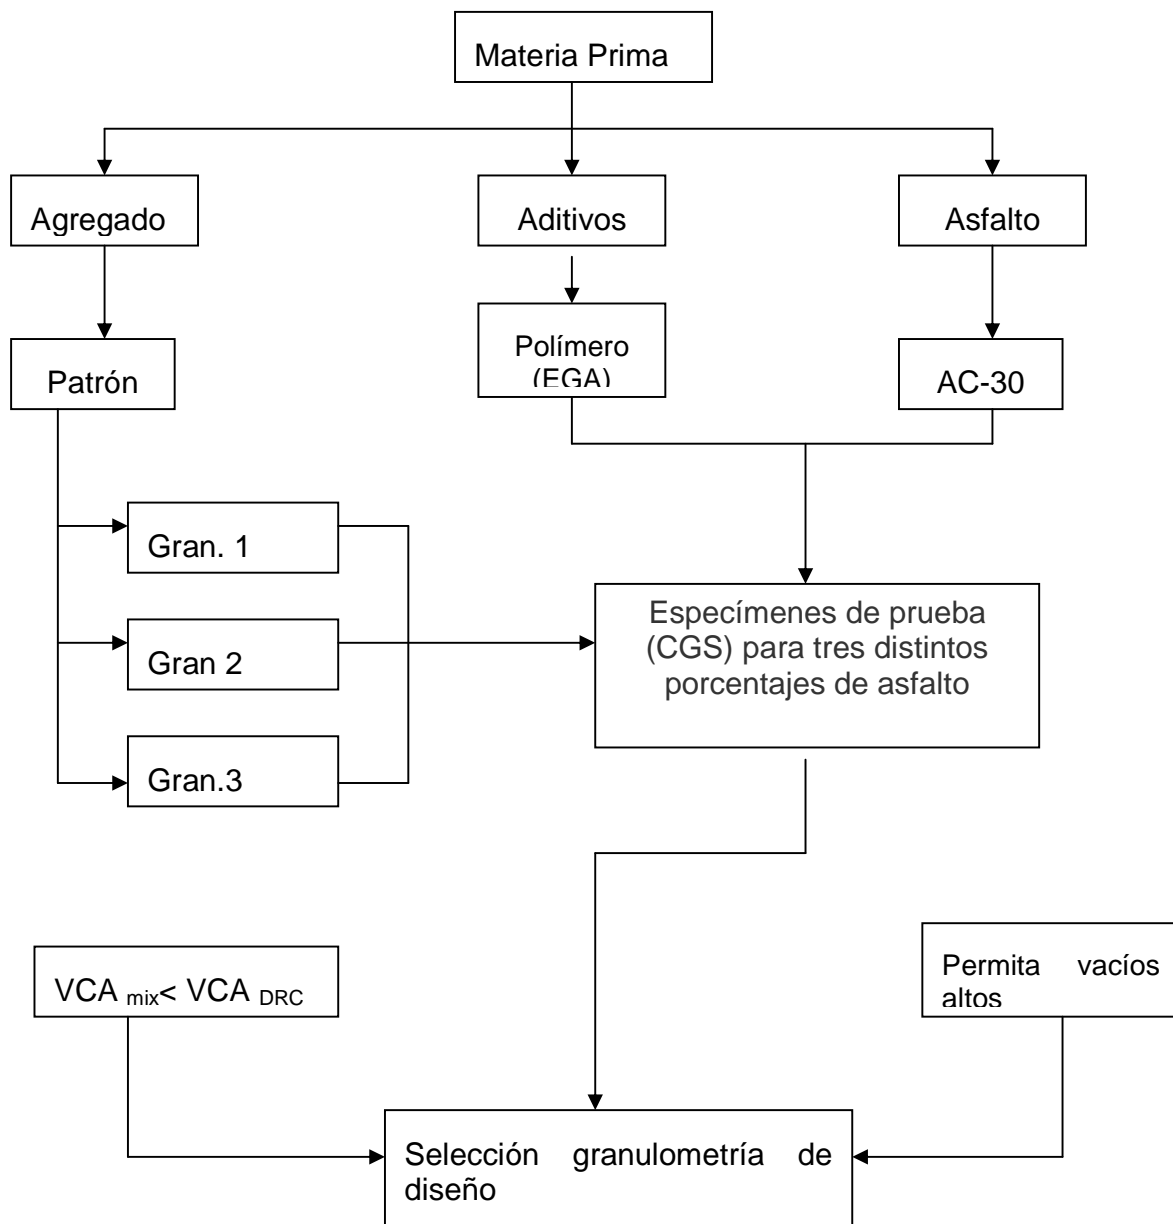 Materia Prima
Agregado
Aditivos
Asfalto
Polímero
(EGA)
Patrón
AC-30
Gran. 1
Gran 2
Gran.3
Especímenes de prueba
(CGS) para tres distintos
porcentajes de asfalto
Permita vacíos
altos
VCA mix< VCA DRC
Selección granulometría de
diseño